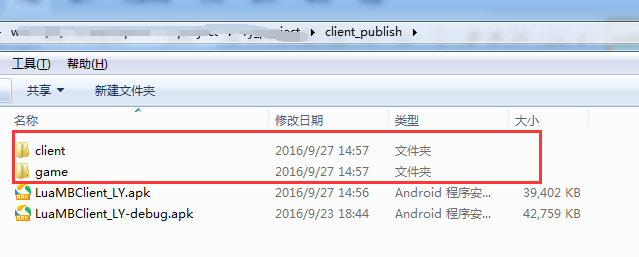 client_publish
工具(T) 帮助(H)
共享 新建文件夹
名称 修改日期 类型 大小
client 2016/9/27 14:57 文件夹
game 2016/9/27 14:57 文件夹
LuaMBClient_LY.apk 2016/9/27 14:56 Android 程序安... 39,402 KB
LuaMBClient_LY-debug.apk 2016/9/23 18:44 Android 程序安... 42,759 KB